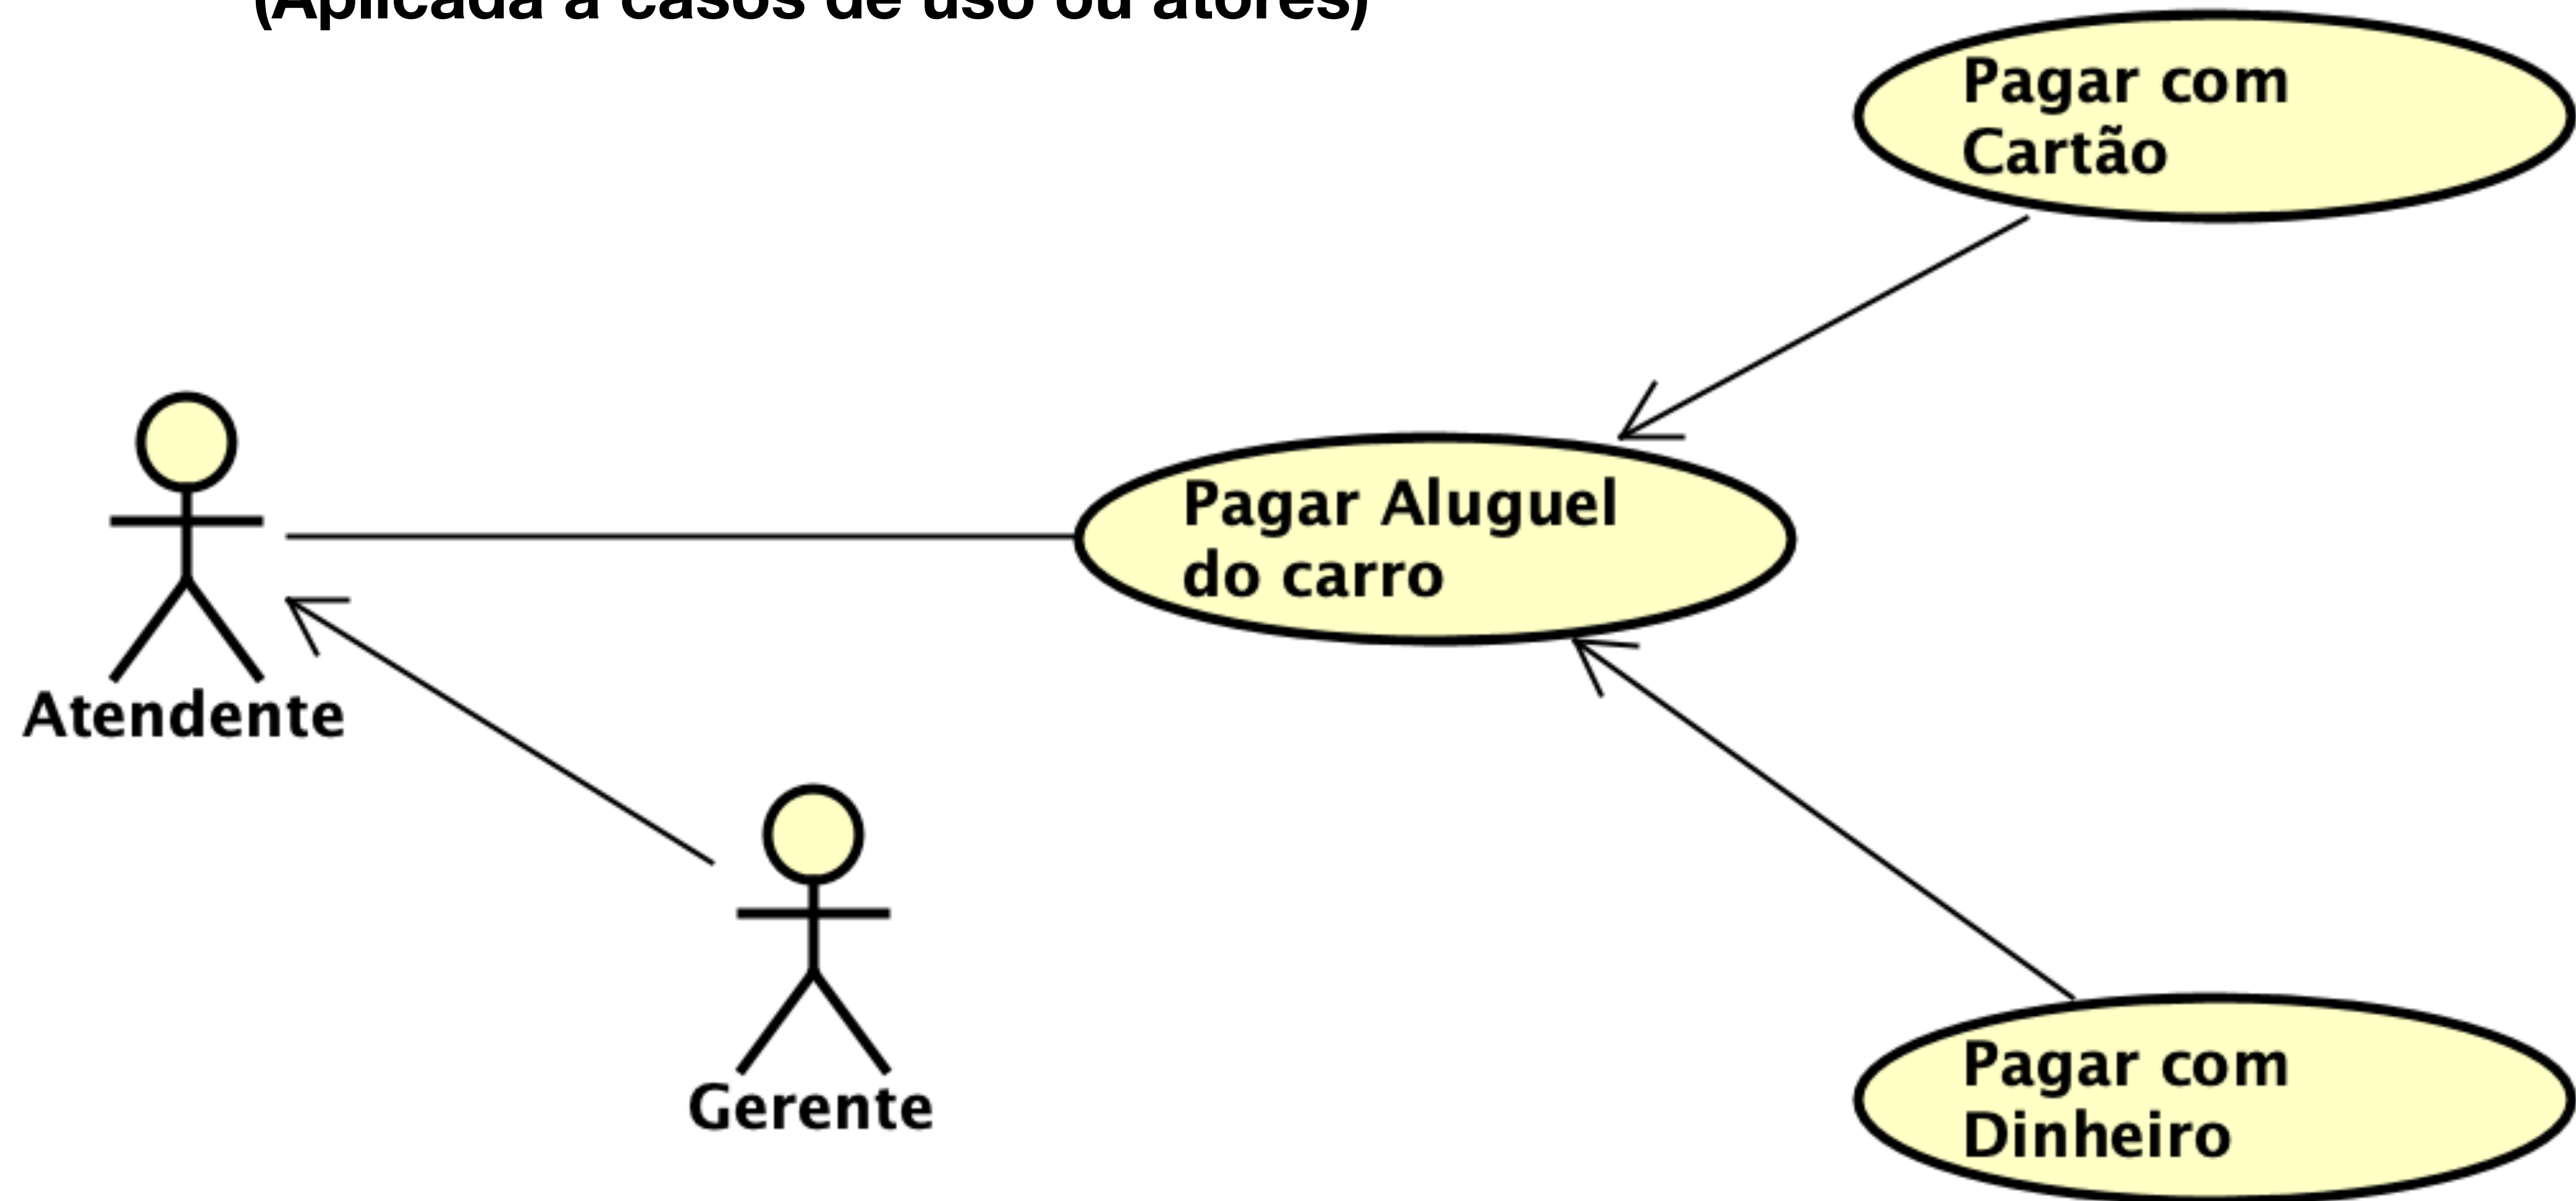 (Aplicada a casos de uso ou atores)
Pagar com
Cartão
Pagar Aluguel
do carro
Atendente
Gerente
Pagar com
Dinheiro